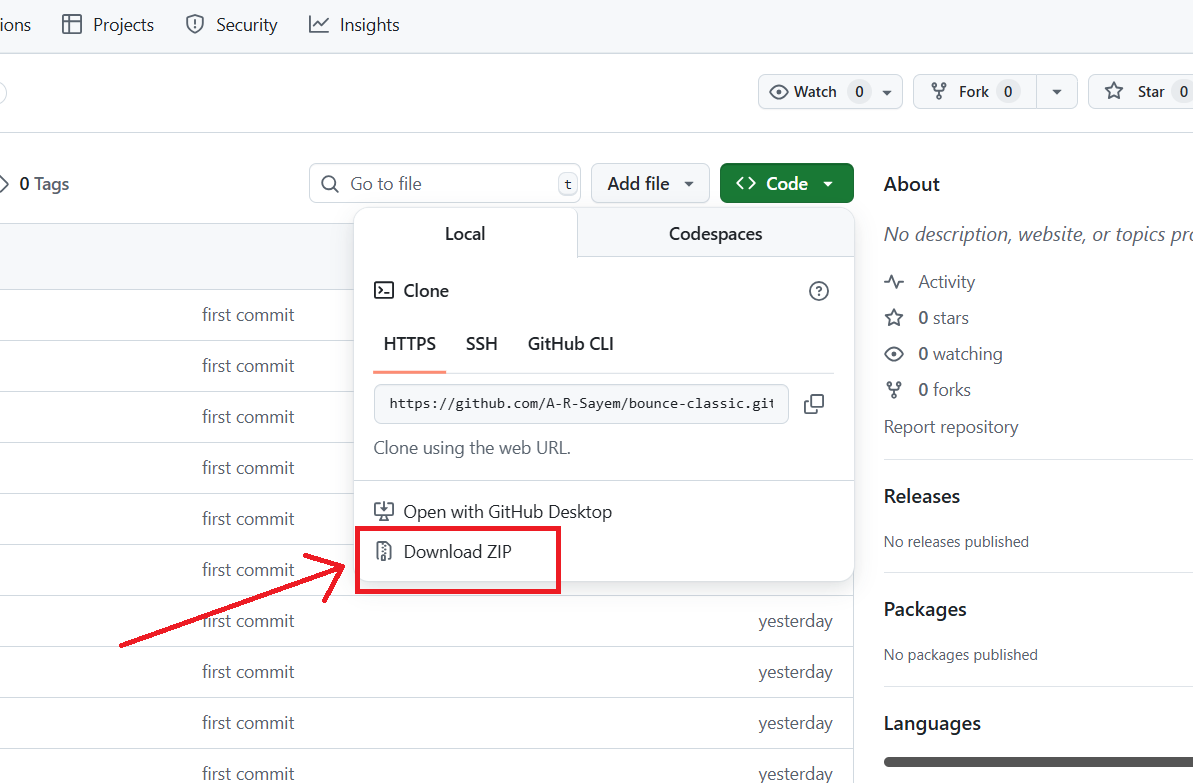 ions Projects Security Insights
Watch 0 Fork 0 Star 0
0 Tags Go to file t Add file Code
Local Codespaces
Clone
HTTPS SSH GitHub CLI
https://github.com/A-R-Sayem/bounce-classic.git
Clone using the web URL.
Open with GitHub Desktop
Download ZIP
first commit
first commit
first commit
first commit
first commit
first commit
first commit yesterday
first commit yesterday
first commit yesterday
first commit yesterday
About
No description, website, or topics pro
Activity
0 stars
0 watching
0 forks
Report repository
Releases
No releases published
Packages
No packages published
Languages